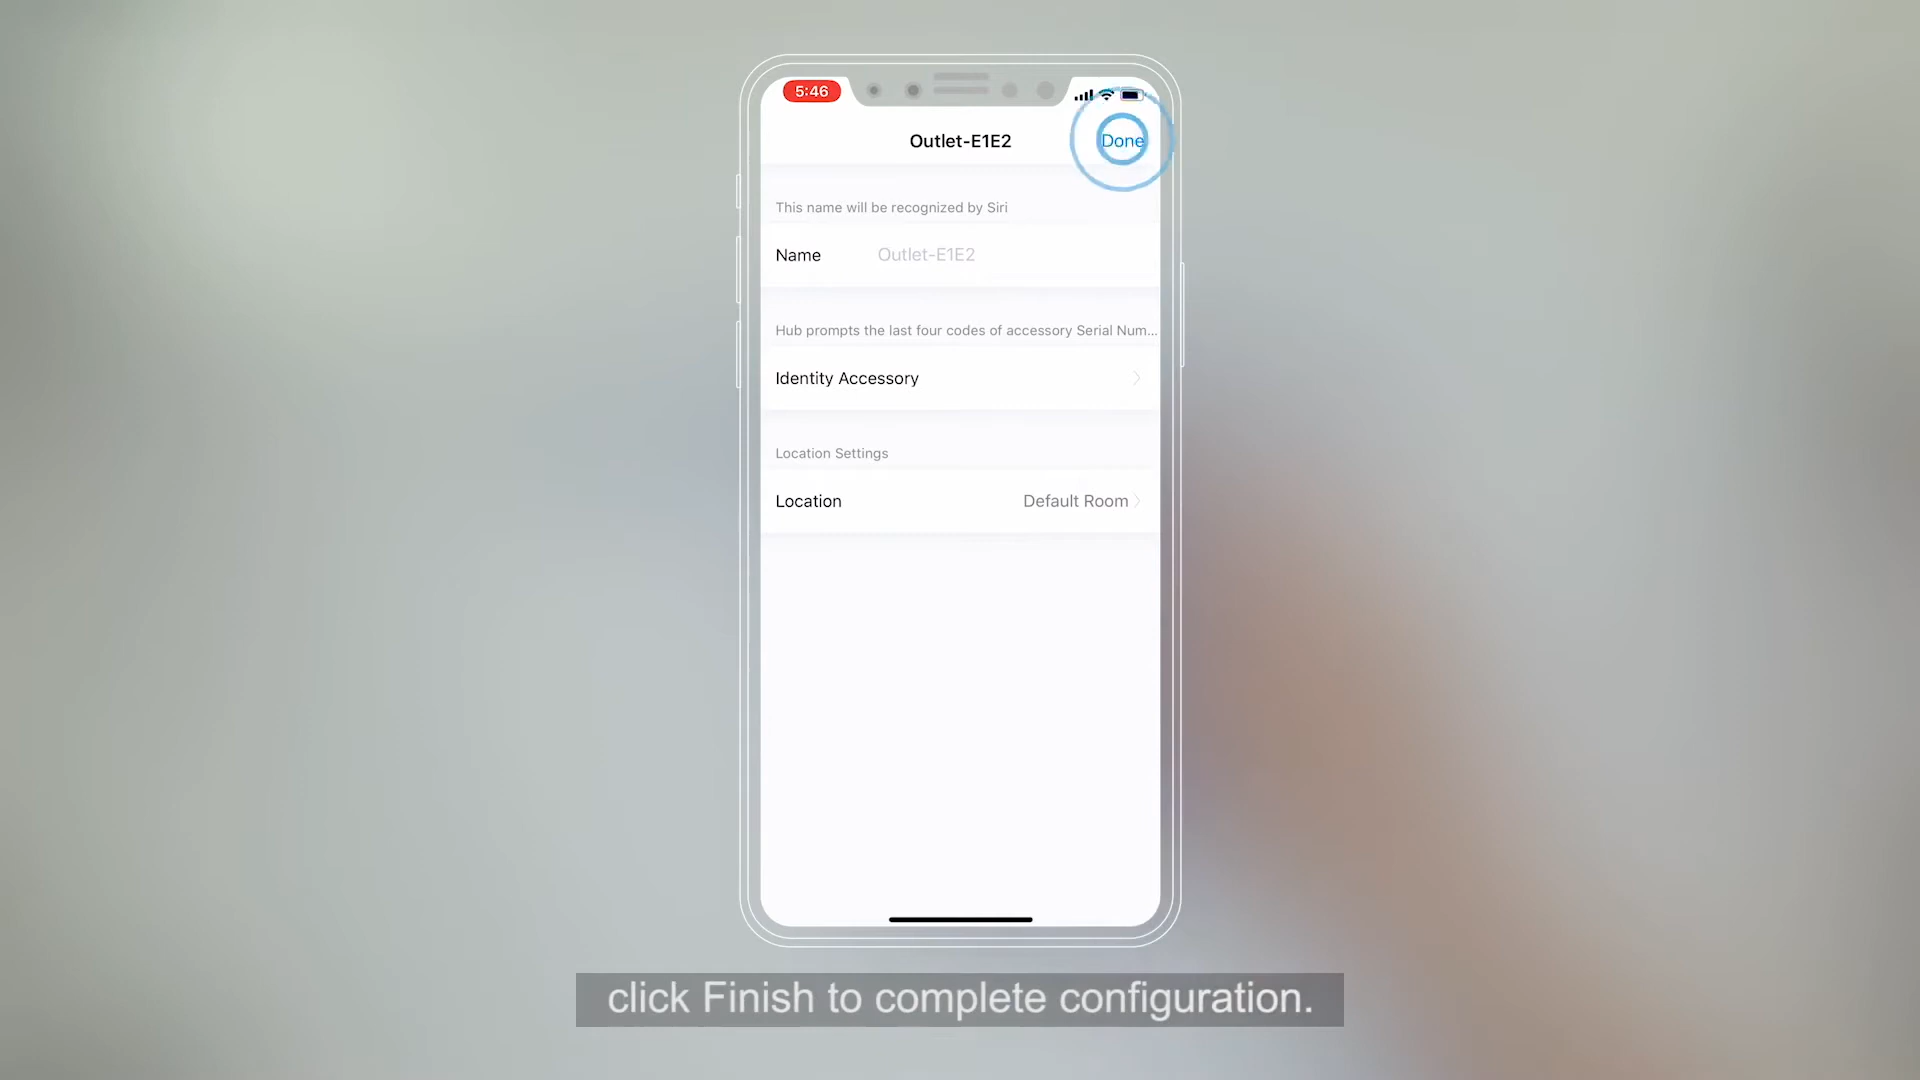 5:46
Outlet-E1E2
Done
This name will be recognized by Siri
Name Outlet-E1E2
Hub prompts the last four codes of accessory Serial Num...
Identity Accessory
Location Settings
Location Default Room
click Finish to complete configuration.